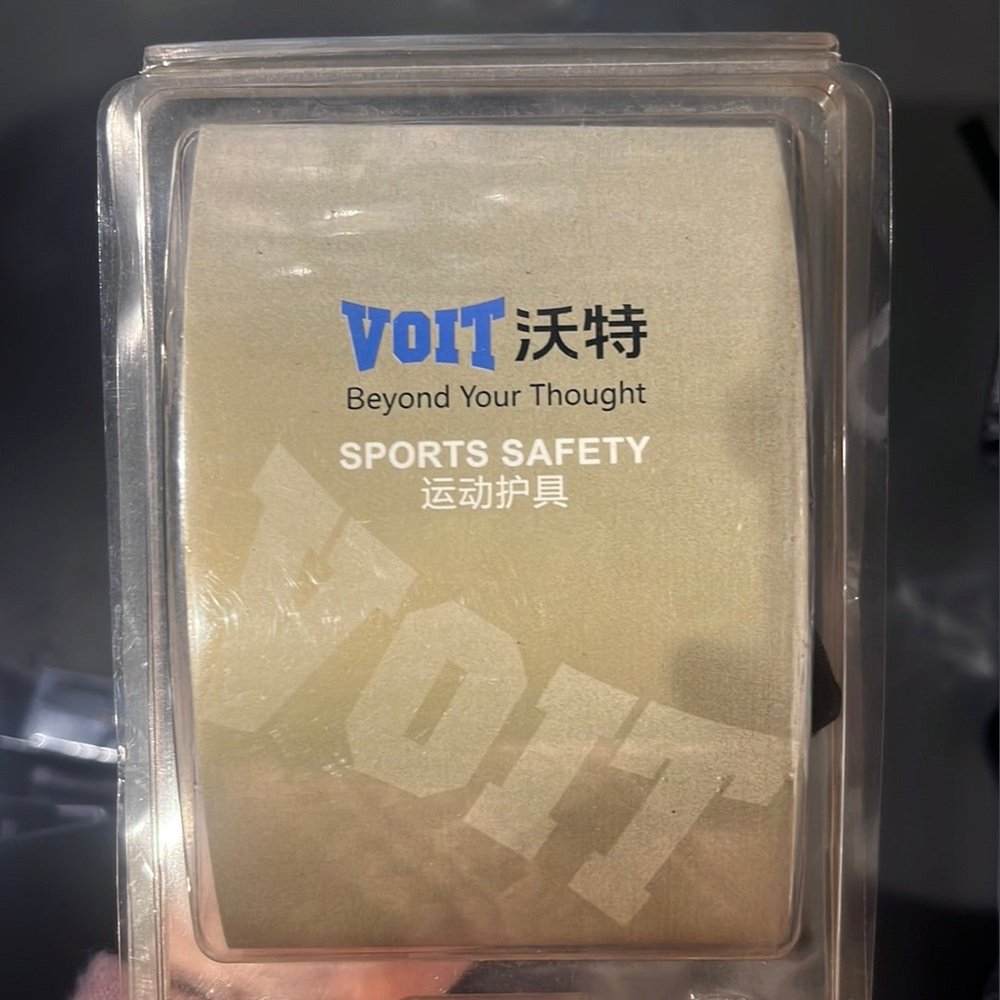 VOIT 沃特
Beyond Your Thought
SPORTS SAFETY
运动护具
VOIT